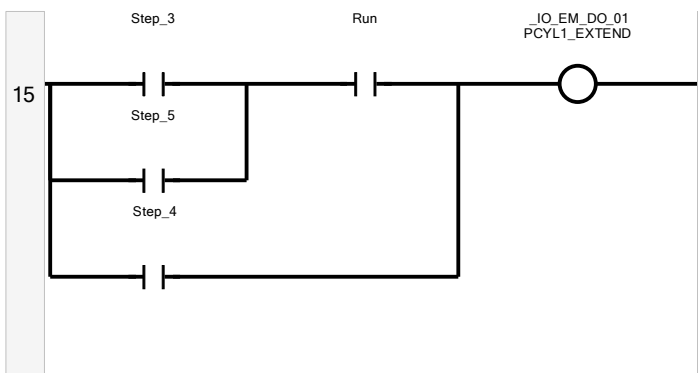 Step_3
Run
_IO_EM_DO_01
PCYL1_EXTEND
15
Step_5
Step_4